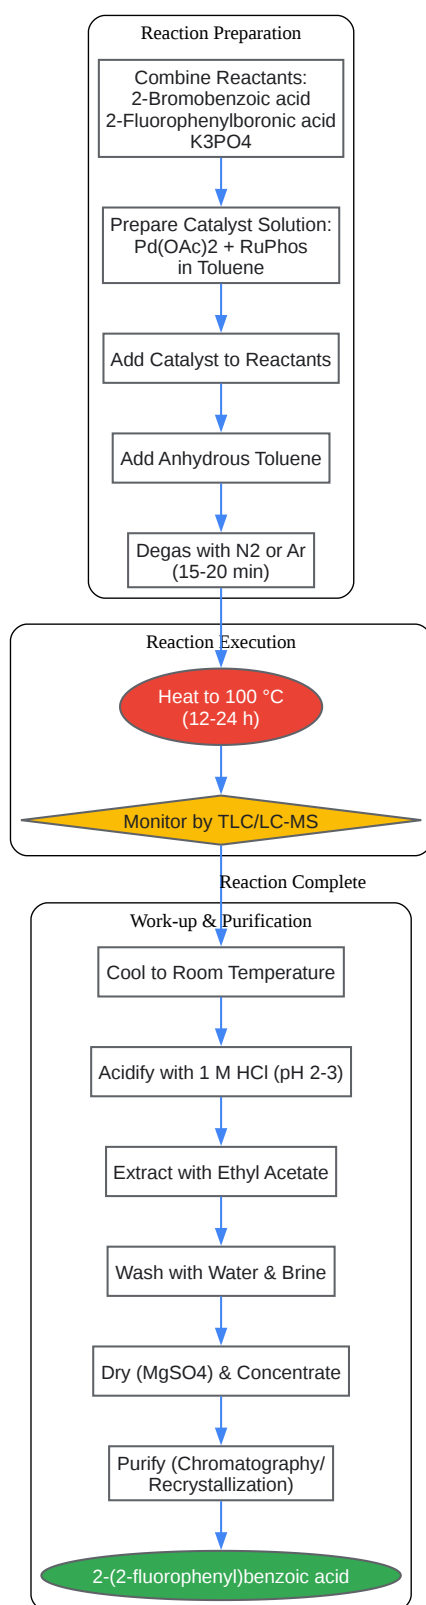 Reaction Preparation
Combine Reactants:
2-Bromobenzoic acid
2-Fluorophenylboronic acid
K3PO4
Prepare Catalyst Solution:
Pd(OAc)2 + RuPhos
in Toluene
Add Catalyst to Reactants
Add Anhydrous Toluene
Degas with N2 or Ar
(15-20 min)
Reaction Execution
Heat to 100 °C
(12-24 h)
Monitor by TLC/LC-MS
Reaction Complete
Work-up & Purification
Cool to Room Temperature
Acidify with 1 M HCl (pH 2-3)
Extract with Ethyl Acetate
Wash with Water & Brine
Dry (MgSO4) & Concentrate
Purify (Chromatography/
Recrystallization)
2-(2-fluorophenyl)benzoic acid